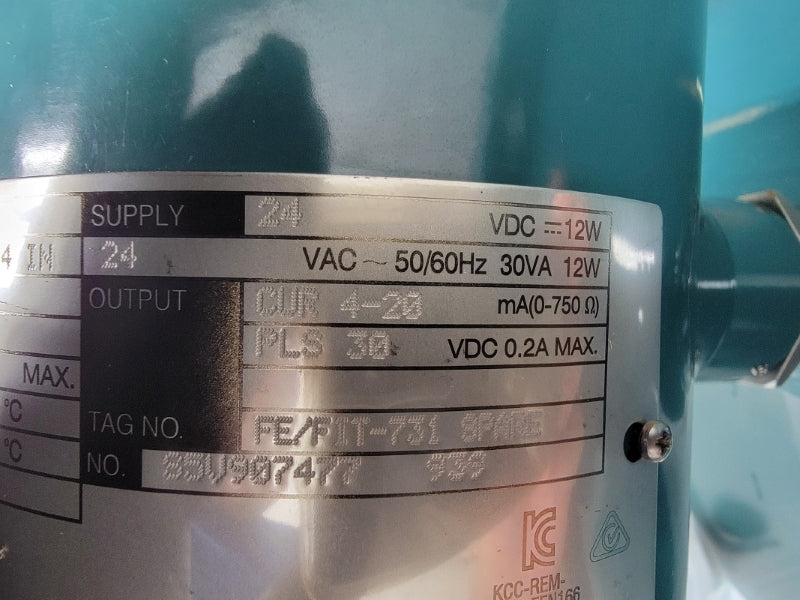 SUPPLY 24 VDC ⎓ 12W
4 IN 24 VAC ~ 50/60Hz 30VA 12W
OUTPUT CUR 4-20 mA(0-750 Ω)
PLS 30 VDC 0.2A MAX.
MAX.
°C
TAG NO. FE/FIT-731 SPARE
°C
NO.
KC
KCC-REM-